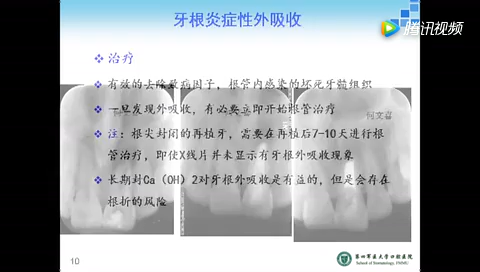 牙根炎症性外吸收
腾讯视频
治疗
有效的去除致病因子，根管内感染的坏死牙髓组织
一旦发现外吸收，有必要立即开始根管治疗
何文喜
注：根尖封闭的再植牙，需要在再植后7-10天进行根
管治疗，即使X线片并未显示有牙根外吸收现象
长期封Ca（OH）2对牙根外吸收是有益的，但是会存在
根折的风险
10
第四军医大学口腔医院
School of Stomatology, FMMU